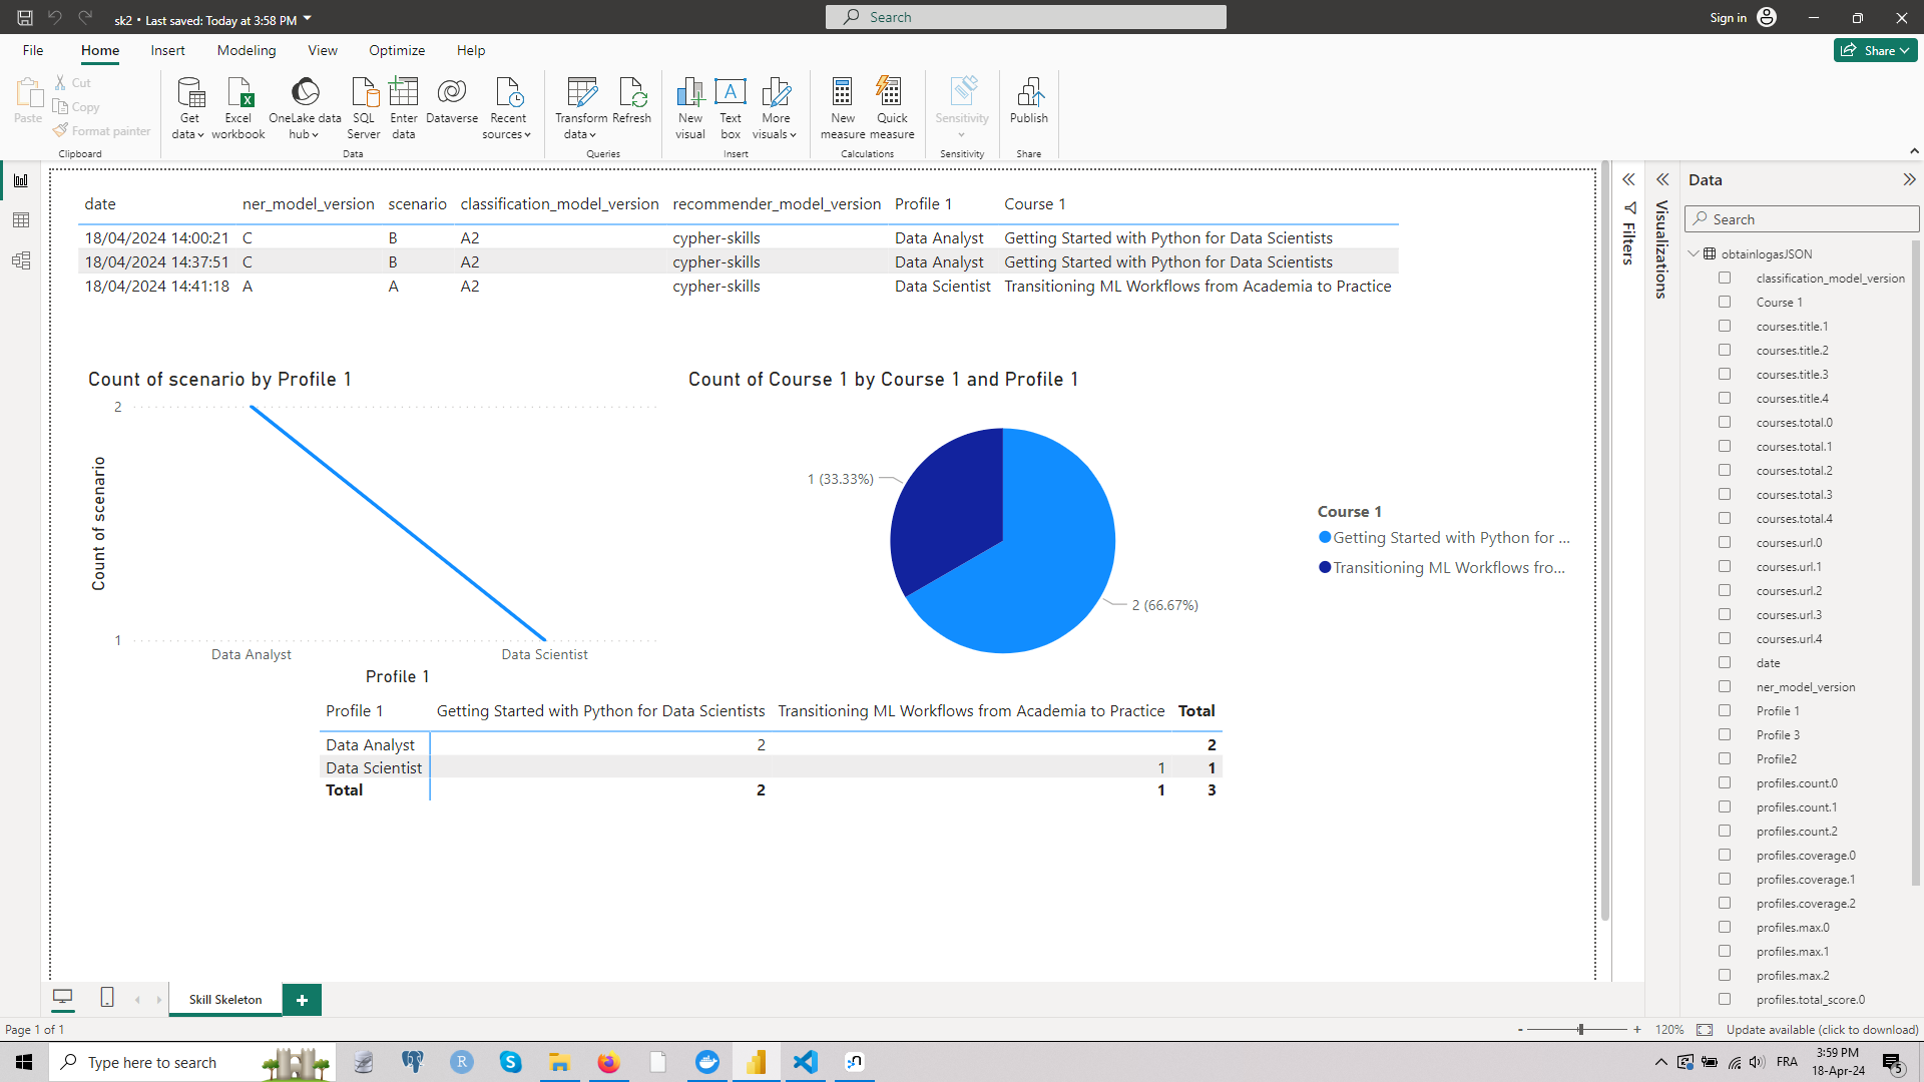 sk2 • Last saved: Today at 3:58 PM
Search
Sign in
File Home Insert Modeling View Optimize Help
Share
Paste
Cut
Copy
Format painter
Clipboard
Get data
Excel workbook
OneLake data hub
SQL Server
Enter data
Dataverse
Recent sources
Data
Transform data
Refresh
Queries
New visual
Text box
More visuals
Insert
New measure
Quick measure
Calculations
Sensitivity
Sensitivity
Publish
Share
date ner_model_version scenario classification_model_version recommender_model_version Profile 1 Course 1
18/04/2024 14:00:21 C B A2 cypher-skills Data Analyst Getting Started with Python for Data Scientists
18/04/2024 14:37:51 C B A2 cypher-skills Data Analyst Getting Started with Python for Data Scientists
18/04/2024 14:41:18 A A A2 cypher-skills Data Scientist Transitioning ML Workflows from Academia to Practice
Count of scenario by Profile 1
2
Count of scenario
1
Data Analyst Data Scientist
Profile 1
Count of Course 1 by Course 1 and Profile 1
1 (33.33%)
2 (66.67%)
Course 1
Getting Started with Python for ...
Transitioning ML Workflows fro...
Profile 1 Getting Started with Python for Data Scientists Transitioning ML Workflows from Academia to Practice Total
Data Analyst 2 2
Data Scientist 1 1
Total 2 1 3
Filters
Visualizations
Data
Search
obtainlogasJSON
classification_model_version
Course 1
courses.title.1
courses.title.2
courses.title.3
courses.title.4
courses.total.0
courses.total.1
courses.total.2
courses.total.3
courses.total.4
courses.url.0
courses.url.1
courses.url.2
courses.url.3
courses.url.4
date
ner_model_version
Profile 1
Profile 3
Profile2
profiles.count.0
profiles.count.1
profiles.count.2
profiles.coverage.0
profiles.coverage.1
profiles.coverage.2
profiles.max.0
profiles.max.1
profiles.max.2
profiles.total_score.0
Skill Skeleton
+
Page 1 of 1
- + 120% Update available (click to download)
Type here to search
R
S
FRA
3:59 PM
18-Apr-24
5